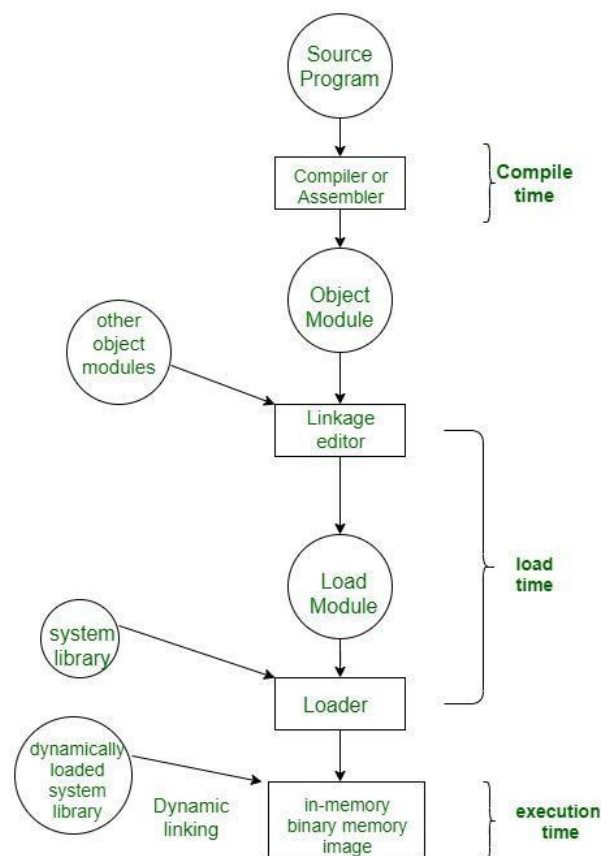 Source
Program
Compiler or
Assembler
Compile
time
Object
Module
other
object
modules
Linkage
editor
load
time
Load
Module
system
library
Loader
dynamically
loaded
system
library
Dynamic
linking
in-memory
binary memory
image
execution
time